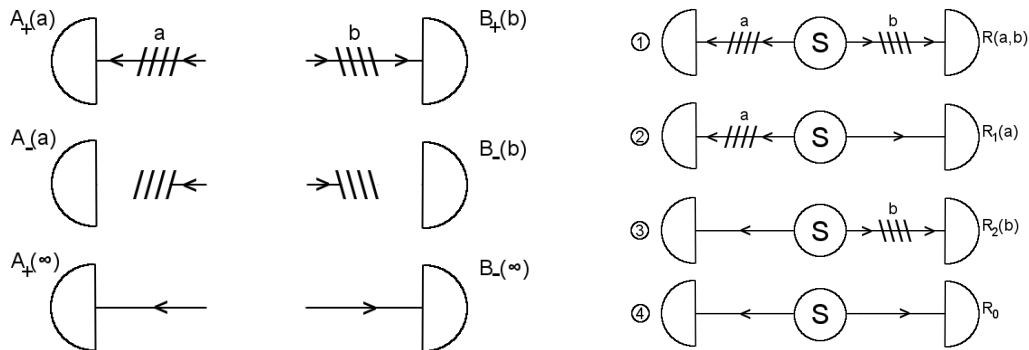 A₊(a)
a
b
B₊(b)
A₋(a)
B₋(b)
A₊(∞)
B₋(∞)
① a S b R(a,b)
② a S R₁(a)
③ S b R₂(b)
④ S R₀